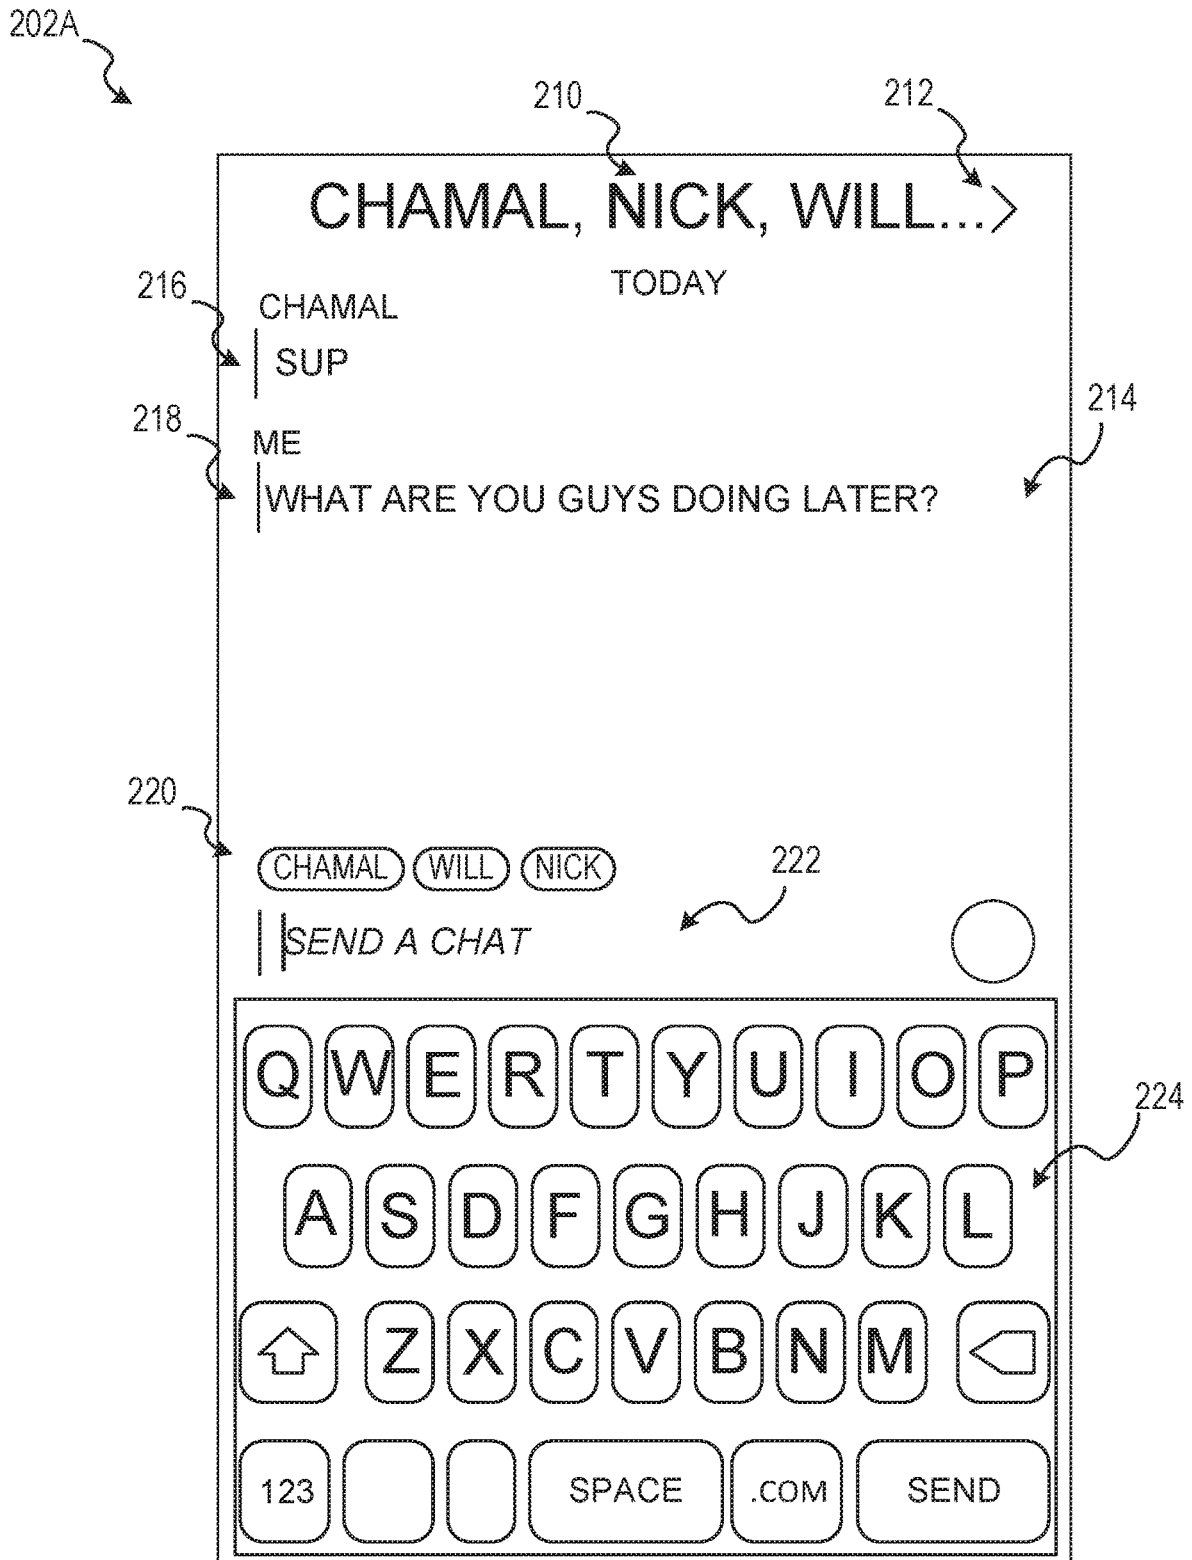 202A
210
212
CHAMAL, NICK, WILL...>
TODAY
216
CHAMAL
SUP
214
218
ME
WHAT ARE YOU GUYS DOING LATER?
220
CHAMAL WILL NICK
222
SEND A CHAT
Q W E R T Y U I O P
224
A S D F G H J K L
Z X C V B N M
123 SPACE .COM SEND